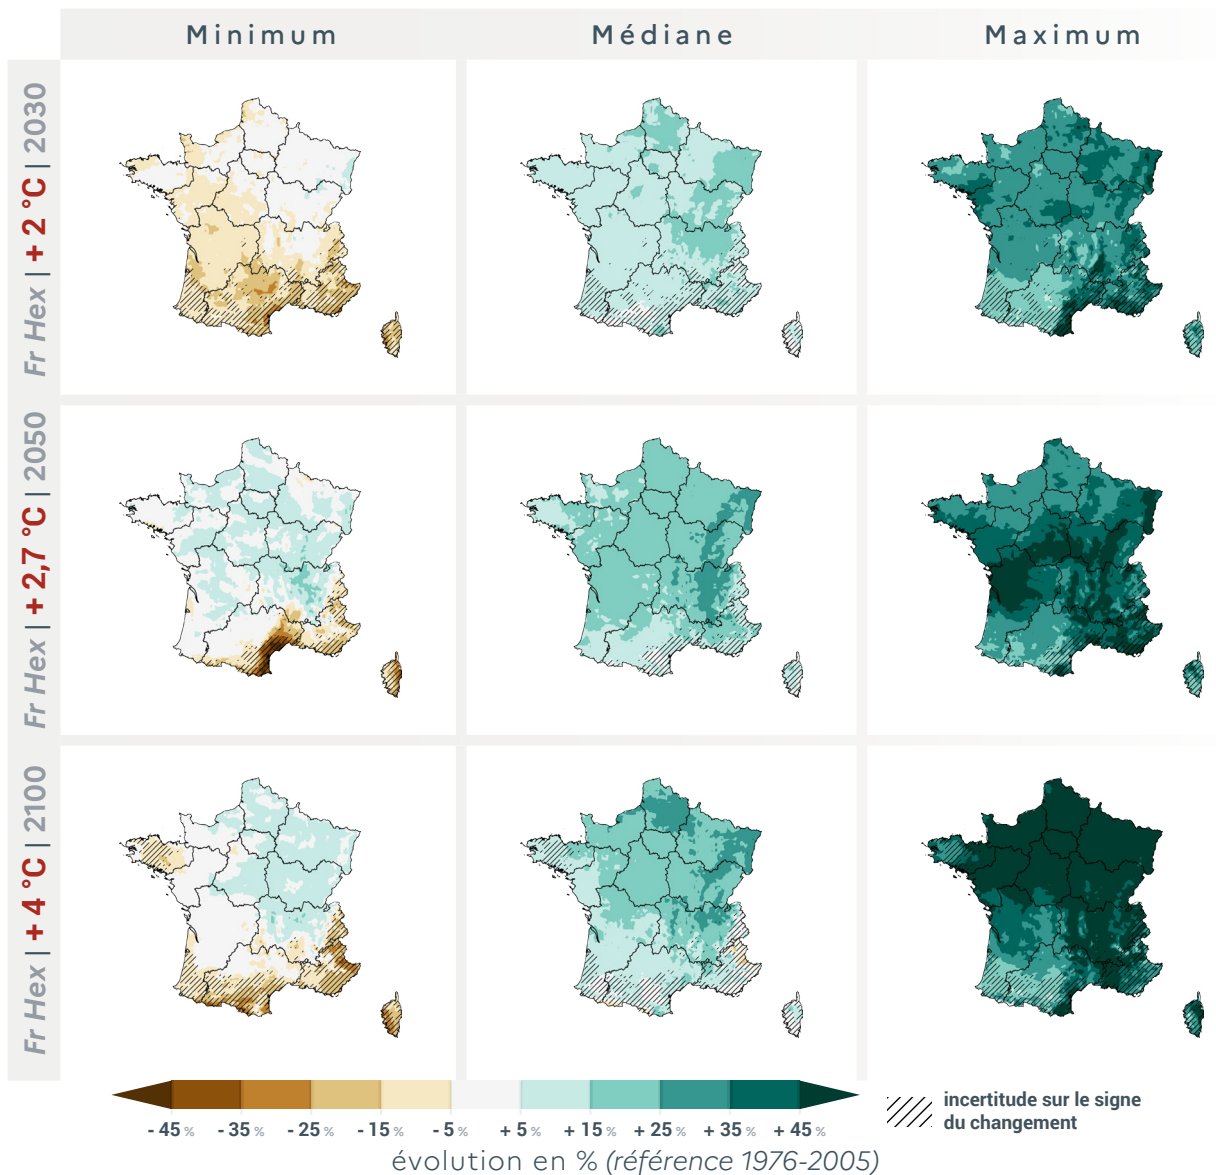 Minimum
Médiane
Maximum
Fr Hex | + 2 °C | 2030
Fr Hex | + 2,7 °C | 2050
Fr Hex | + 4 °C | 2100
- 45 % - 35 % - 25 % - 15 % - 5 % + 5 % + 15 % + 25 % + 35 % + 45 %
évolution en % (référence 1976-2005)
incertitude sur le signe
du changement